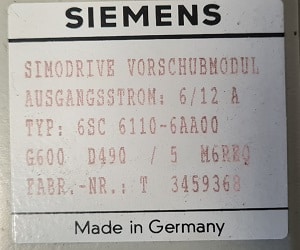 SIEMENS
SIMODRIVE VORSCHUBMODUL
AUSGANGSSTROM: 6/12 A
TYP: 6SC 6110-6AA00
G600 D490 / 5 M6REQ
FABR.-NR.: T 3459368
Made in Germany